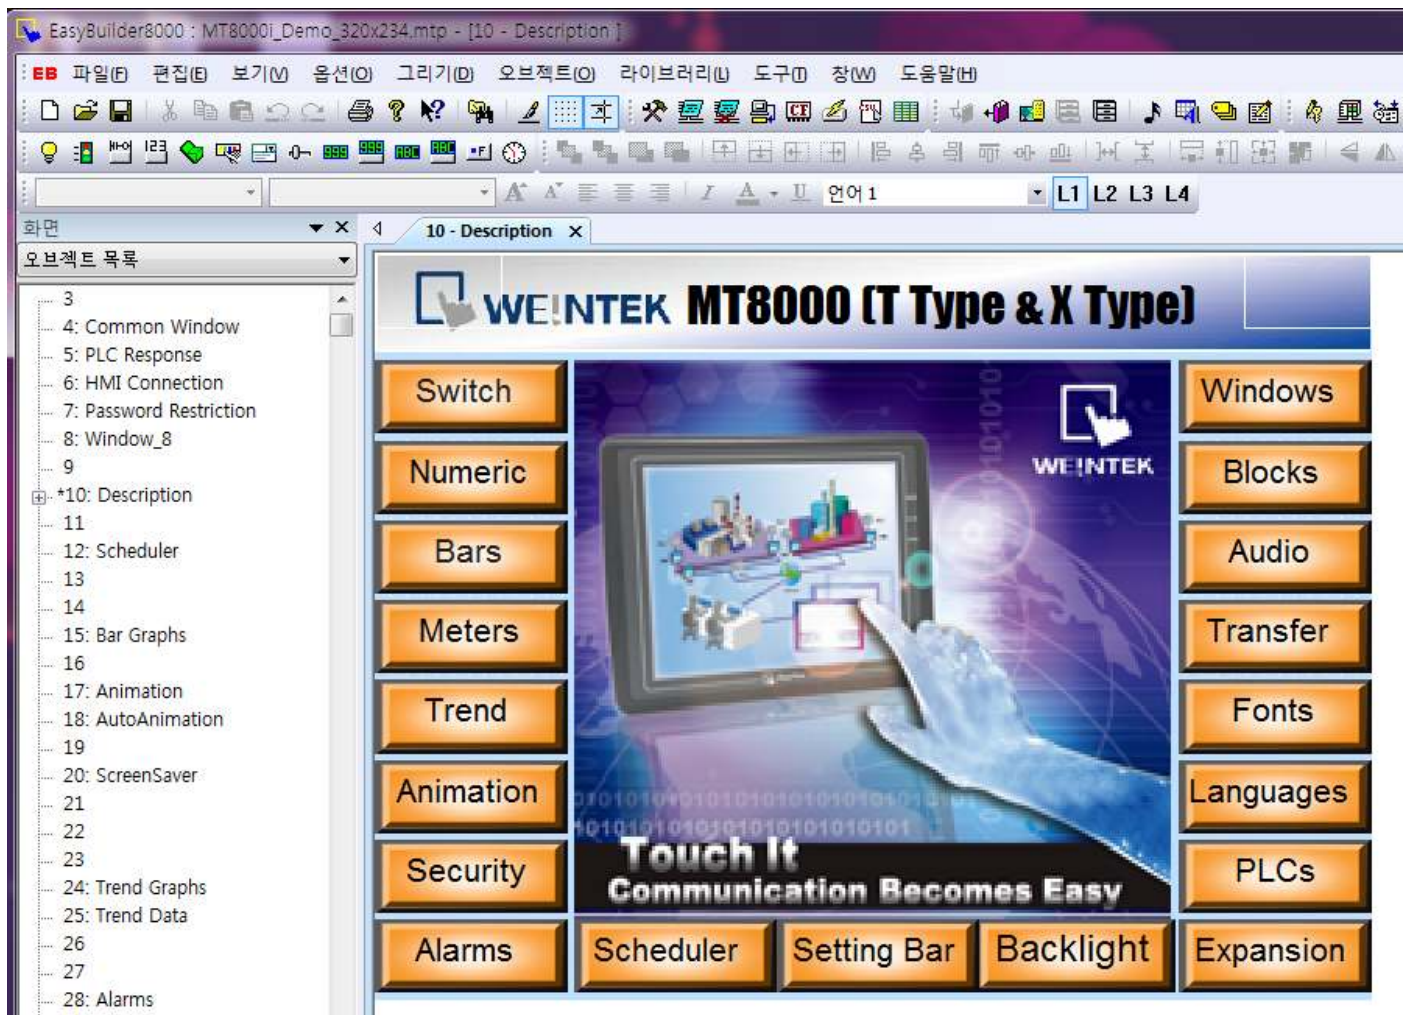 EasyBuilder8000 : MT8000i_Demo_320x234.mtp - [10 - Description ]
EB 파일(F) 편집(E) 보기(V) 옵션(O) 그리기(D) 오브젝트(O) 라이브러리(L) 도구(T) 창(W) 도움말(H)
언어 1 L1 L2 L3 L4
화면
10 - Description
오브젝트 목록
3
4: Common Window
5: PLC Response
6: HMI Connection
7: Password Restriction
8: Window_8
9
*10: Description
11
12: Scheduler
13
14
15: Bar Graphs
16
17: Animation
18: AutoAnimation
19
20: ScreenSaver
21
22
23
24: Trend Graphs
25: Trend Data
26
27
28: Alarms
WE!NTEK MT8000 (T Type & X Type)
Switch
Numeric
Bars
Meters
Trend
Animation
Security
Alarms
WE!NTEK
Touch It
Communication Becomes Easy
Scheduler
Setting Bar
Backlight
Windows
Blocks
Audio
Transfer
Fonts
Languages
PLCs
Expansion